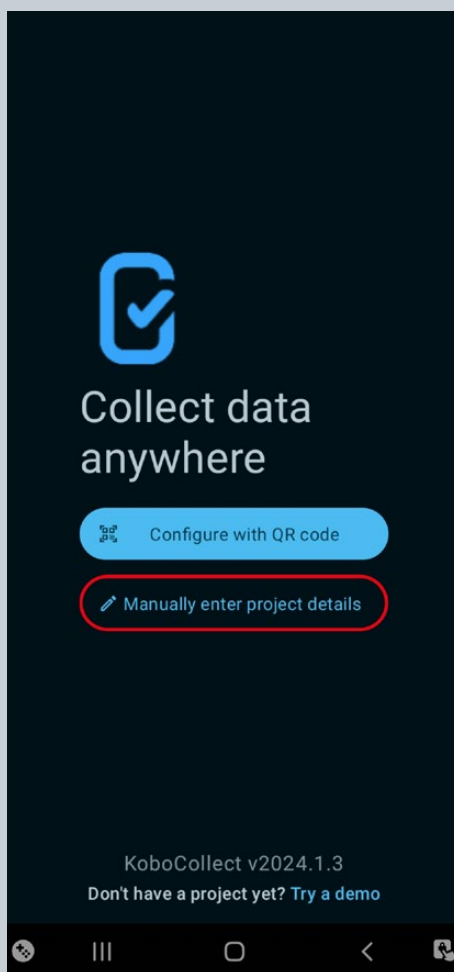 Collect data
anywhere
Configure with QR code
Manually enter project details
KoboCollect v2024.1.3
Don't have a project yet? Try a demo